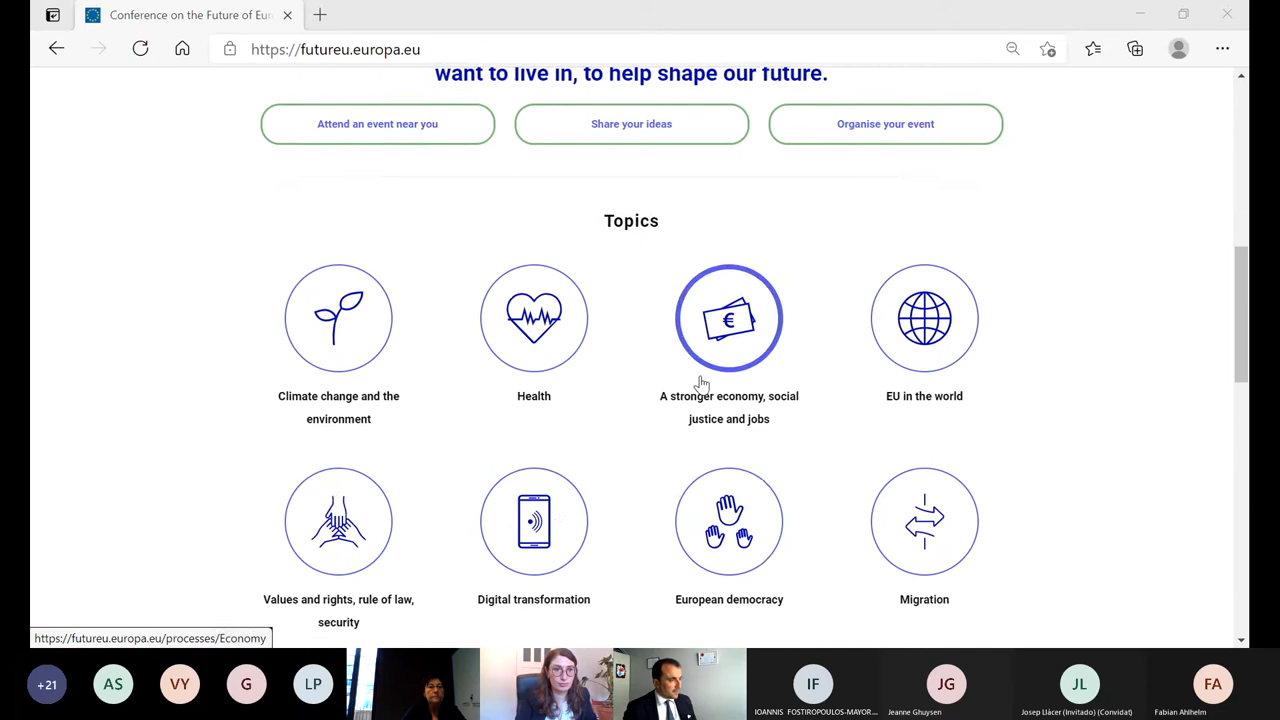 Conference on the Future of Eur
https://futureu.europa.eu
want to live in, to help shape our future.
Attend an event near you
Share your ideas
Organise your event
Topics
€
Climate change and the
environment
Health
A stronger economy, social
justice and jobs
EU in the world
Values and rights, rule of law,
security
Digital transformation
European democracy
Migration
https://futureu.europa.eu/processes/Economy
+21
AS
VY
G
LP
IF
IOANNIS FOSTIROPOULOS-MAYOR...
JG
Jeanne Ghuysen
JL
Josep Llàcer (Invitado) (Convidat)
FA
Fabian Ahlhelm